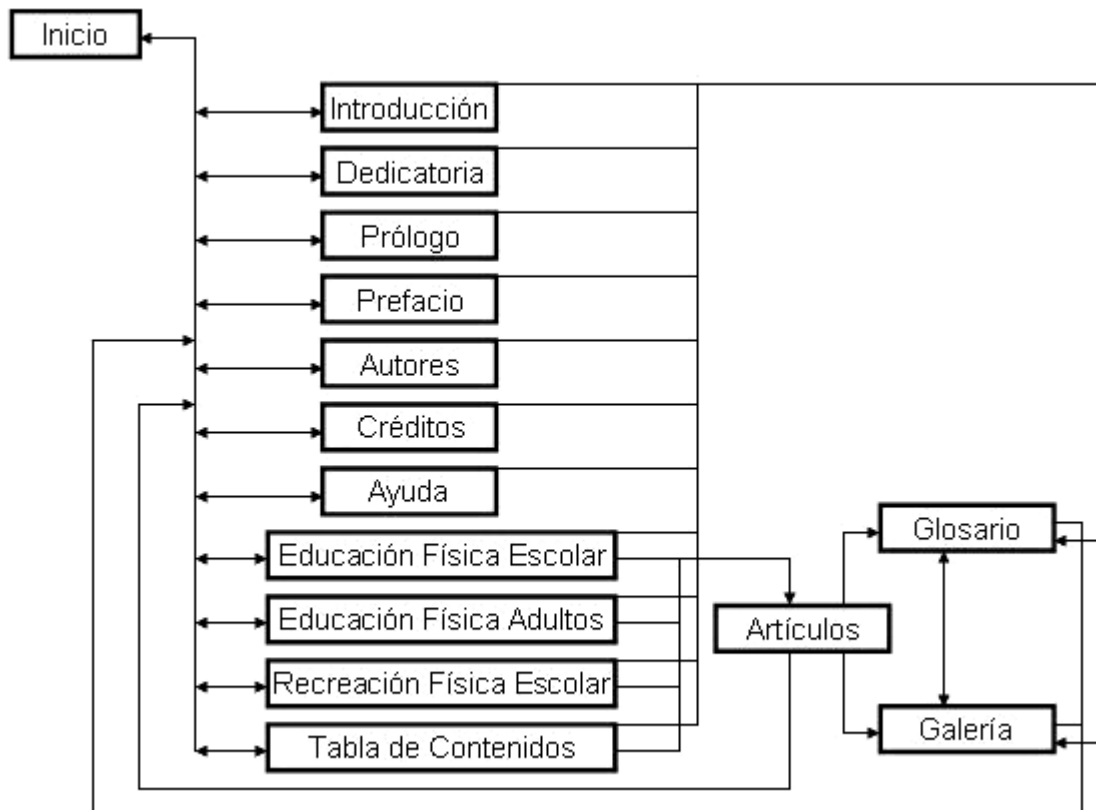 Inicio
Introducción
Dedicatoria
Prólogo
Prefacio
Autores
Créditos
Ayuda
Educación Física Escolar
Educación Física Adultos
Recreación Física Escolar
Tabla de Contenidos
Glosario
Artículos
Galería